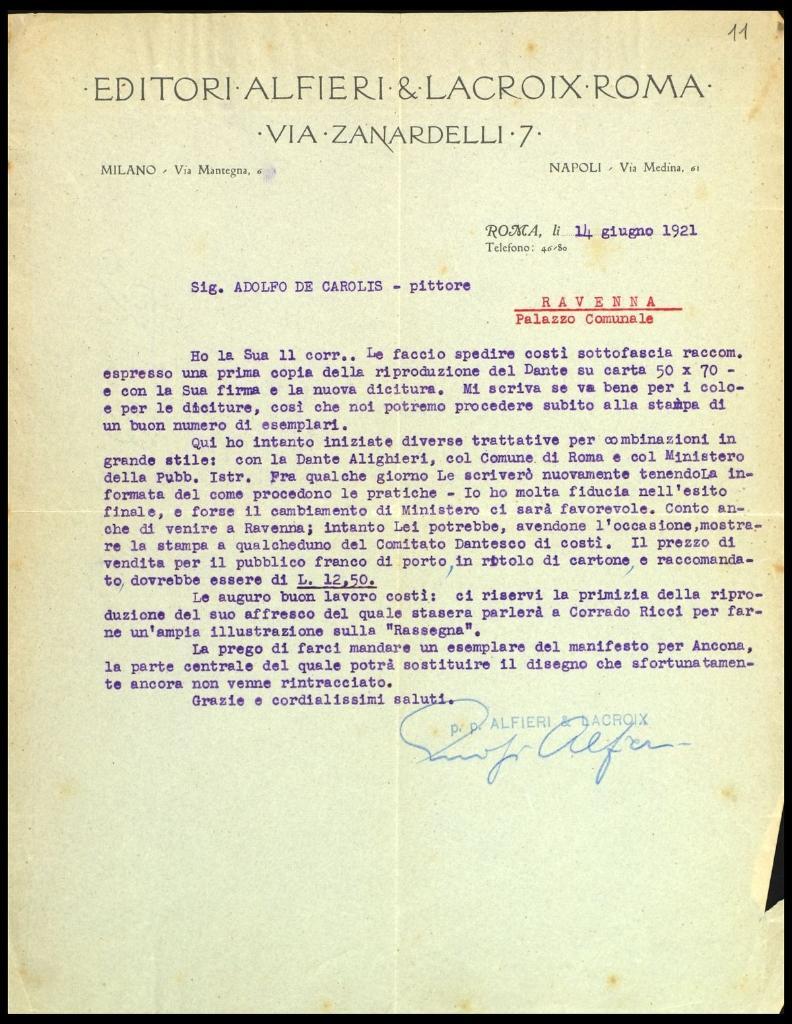 11
·EDITORI·ALFIERI·&·LACROIX·ROMA·
·VIA·ZANARDELLI·7·
MILANO - Via Mantegna, 6
NAPOLI - Via Medina, 61
ROMA, li 14 giugno 1921
Telefono: 46-80
Sig. ADOLFO DE CAROLIS - pittore
RAVENNA
Palazzo Comunale
Ho la Sua 11 corr.. Le faccio spedire costì sottofascia raccom.
espresso una prima copia della riproduzione del Dante su carta 50 x 70 -
e con la Sua firma e la nuova dicitura. Mi scriva se va bene per i colo-
e per le diciture, così che noi potremo procedere subito alla stampa di
un buon numero di esemplari.
Qui ho intanto iniziate diverse trattative per combinazioni in
grande stile: con la Dante Alighieri, col Comune di Roma e col Ministero
della Pubb. Istr. Fra qualche giorno Le scriverò nuovamente tenendoLa in-
formata del come procedono le pratiche - Io ho molta fiducia nell'esito
finale, e forse il cambiamento di Ministero ci sarà favorevole. Conto an-
che di venire a Ravenna; intanto Lei potrebbe, avendone l'occasione,mostra-
re la stampa a qualcheduno del Comitato Dantesco di costì. Il prezzo di
vendita per il pubblico franco di porto, in rotolo di cartone, e raccomanda-
to, dovrebbe essere di L. 12,50.
Le auguro buon lavoro costì: ci riservi la primizia della ripro-
duzione del suo affresco del quale stasera parlerà a Corrado Ricci per far-
ne un'ampia illustrazione sulla "Rassegna".
La prego di farci mandare un esemplare del manifesto per Ancona,
la parte centrale del quale potrà sostituire il disegno che sfortunatamen-
te ancora non venne rintracciato.
Grazie e cordialissimi saluti.
p. p. ALFIERI & LACROIX
Luigi Alfieri